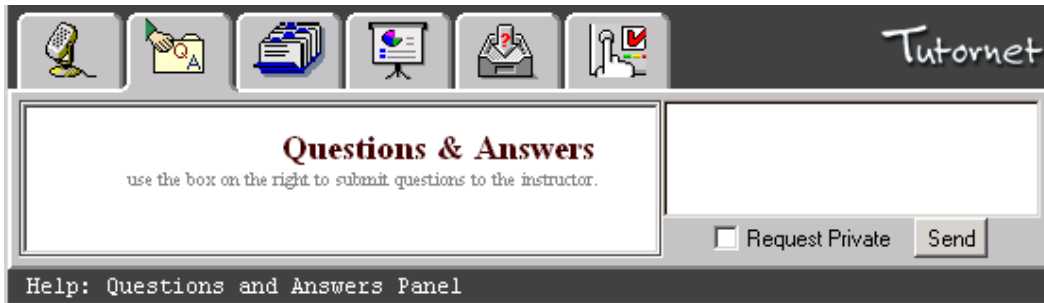 Q
A
?
Tutornet
Questions & Answers
use the box on the right to submit questions to the instructor.
Request Private
Send
Help: Questions and Answers Panel